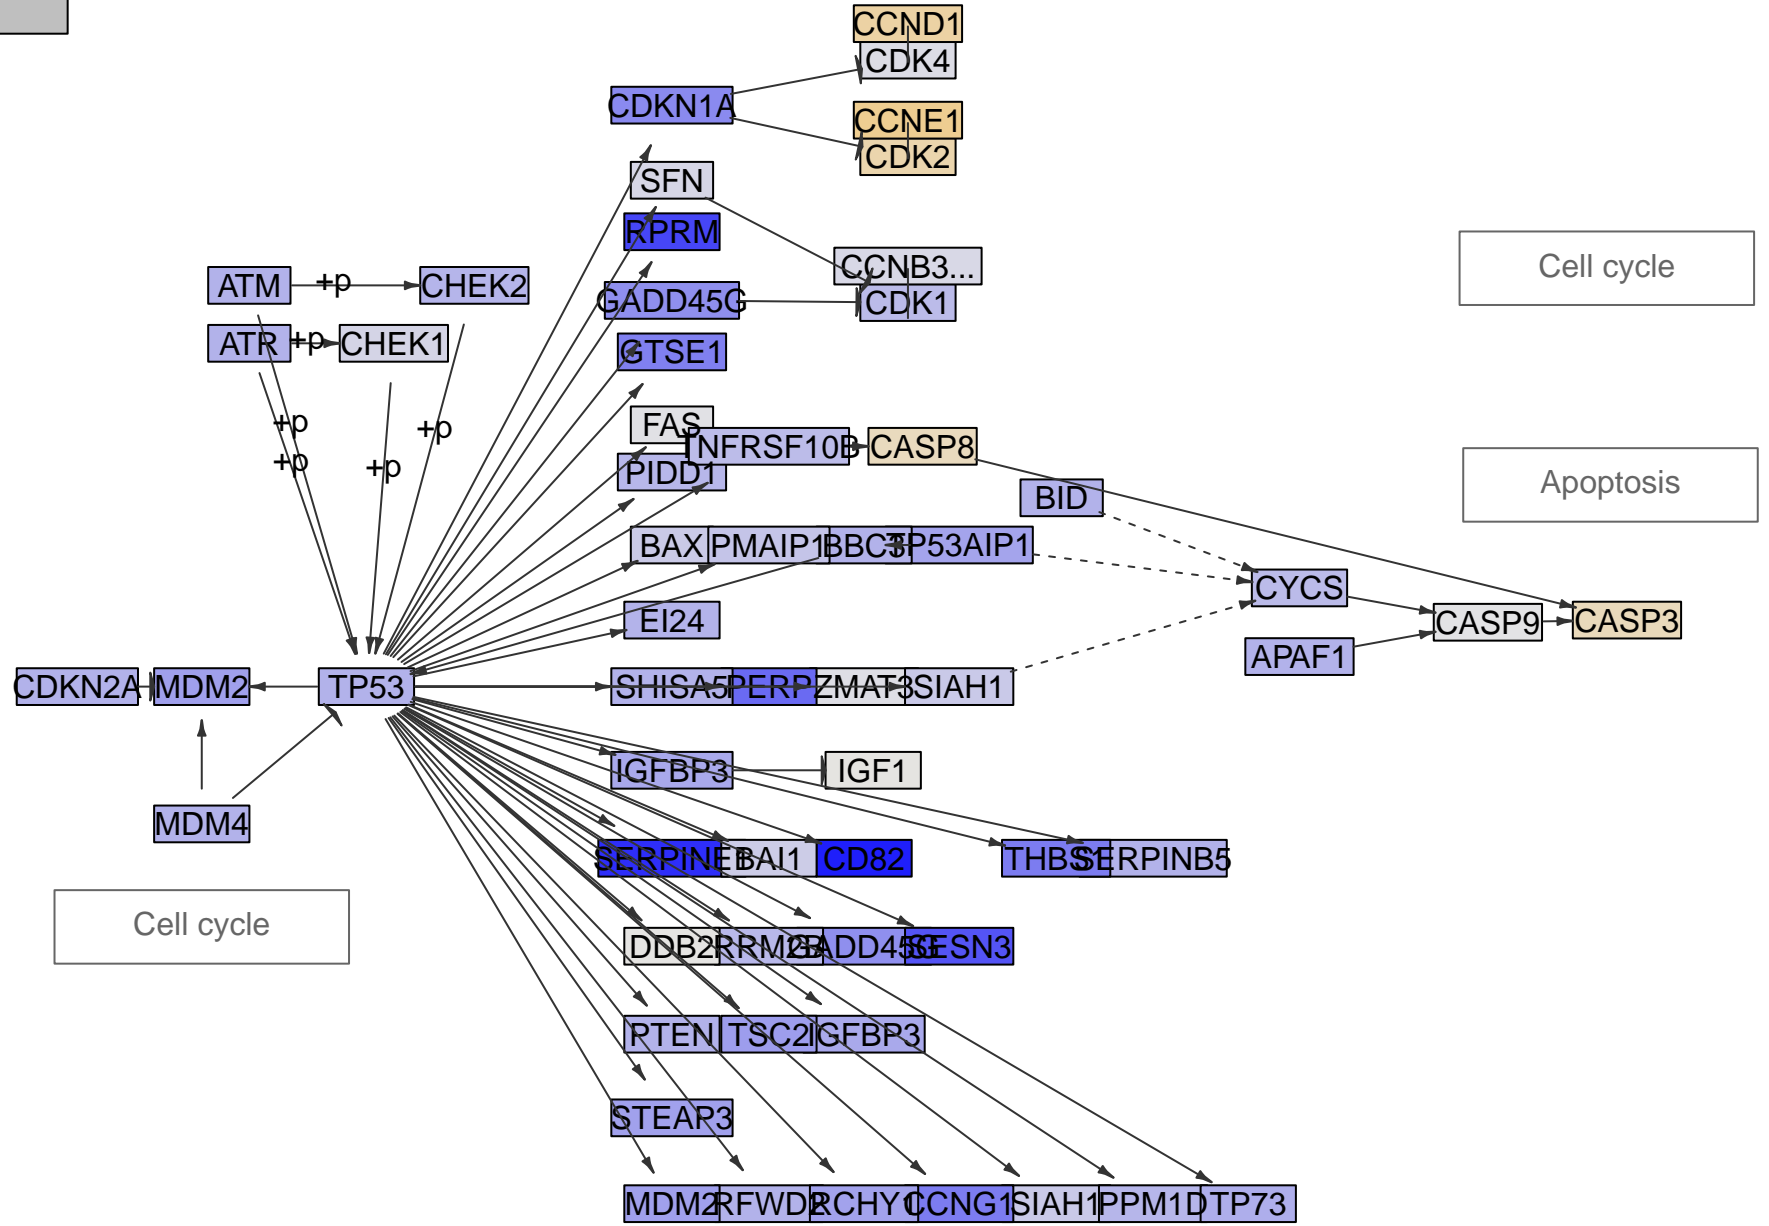 CCND1
CDK4
CDKN1A
CCNE1
CDK2
SFN
RPRM
CCNB3...
Cell cycle
ATM
+p
CHEK2
GADD45G
CDK1
ATR
+p
CHEK1
GTSE1
FAS
+p
+p
TNFRSF10B
CASP8
+p
+p
PIDD1
Apoptosis
BID
BAX
PMAIP1
BBC3
TP53AIP1
CYCS
EI24
CASP9
CASP3
APAF1
CDKN2A
MDM2
TP53
SHISA5
PERP
ZMAT3
SIAH1
IGFBP3
IGF1
MDM4
SERPINE1
BAI1
CD82
THBS1
SERPINB5
Cell cycle
DDB2
RRM2B
GADD45G
SESN3
PTEN
TSC2
IGFBP3
STEAP3
MDM2
RFWD2
RCHY1
CCNG1
SIAH1
PPM1D
TP73